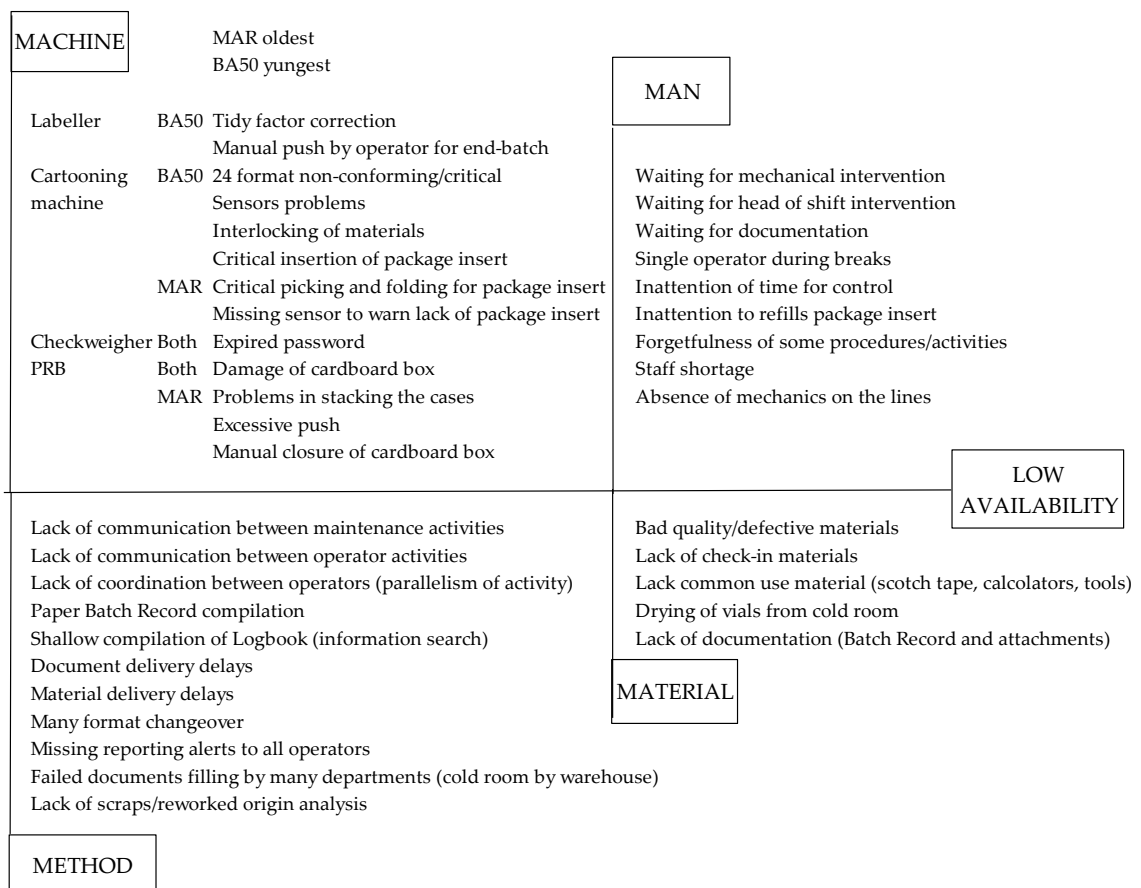 MACHINE
MAR oldest
BA50 yungest
Labeller BA50 Tidy factor correction
Manual push by operator for end-batch
Cartooning BA50 24 format non-conforming/critical
machine Sensors problems
Interlocking of materials
Critical insertion of package insert
MAR Critical picking and folding for package insert
Missing sensor to warn lack of package insert
Checkweigher Both Expired password
PRB Both Damage of cardboard box
MAR Problems in stacking the cases
Excessive push
Manual closure of cardboard box
MAN
Waiting for mechanical intervention
Waiting for head of shift intervention
Waiting for documentation
Single operator during breaks
Inattention of time for control
Inattention to refills package insert
Forgetfulness of some procedures/activities
Staff shortage
Absence of mechanics on the lines
LOW
AVAILABILITY
Lack of communication between maintenance activities
Lack of communication between operator activities
Lack of coordination between operators (parallelism of activity)
Paper Batch Record compilation
Shallow compilation of Logbook (information search)
Document delivery delays
Material delivery delays
Many format changeover
Missing reporting alerts to all operators
Failed documents filling by many departments (cold room by warehouse)
Lack of scraps/reworked origin analysis
METHOD
Bad quality/defective materials
Lack of check-in materials
Lack common use material (scotch tape, calcolators, tools)
Drying of vials from cold room
Lack of documentation (Batch Record and attachments)
MATERIAL